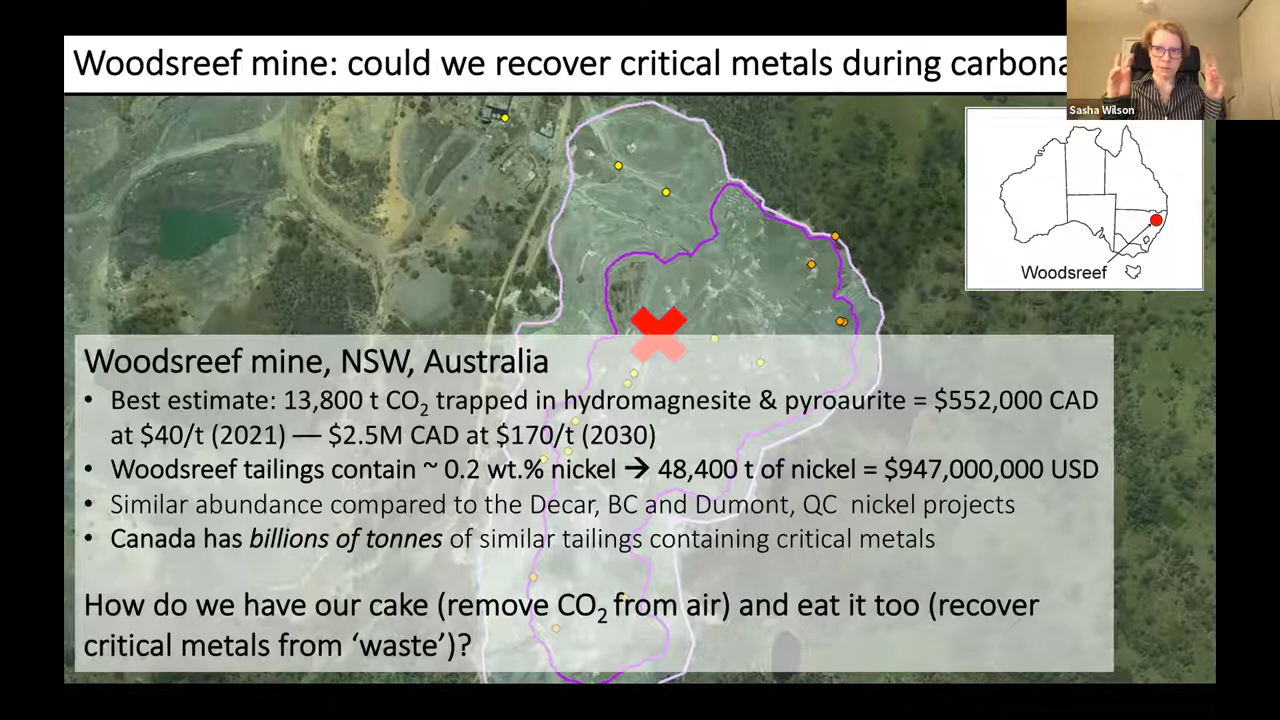 Woodsreef mine: could we recover critical metals during carbona
Sasha Wilson
Woodsreef
Woodsreef mine, NSW, Australia
• Best estimate: 13,800 t CO₂ trapped in hydromagnesite & pyroaurite = $552,000 CAD
at $40/t (2021) — $2.5M CAD at $170/t (2030)
• Woodsreef tailings contain ~ 0.2 wt.% nickel → 48,400 t of nickel = $947,000,000 USD
• Similar abundance compared to the Decar, BC and Dumont, QC nickel projects
• Canada has billions of tonnes of similar tailings containing critical metals
How do we have our cake (remove CO₂ from air) and eat it too (recover
critical metals from ‘waste’)?